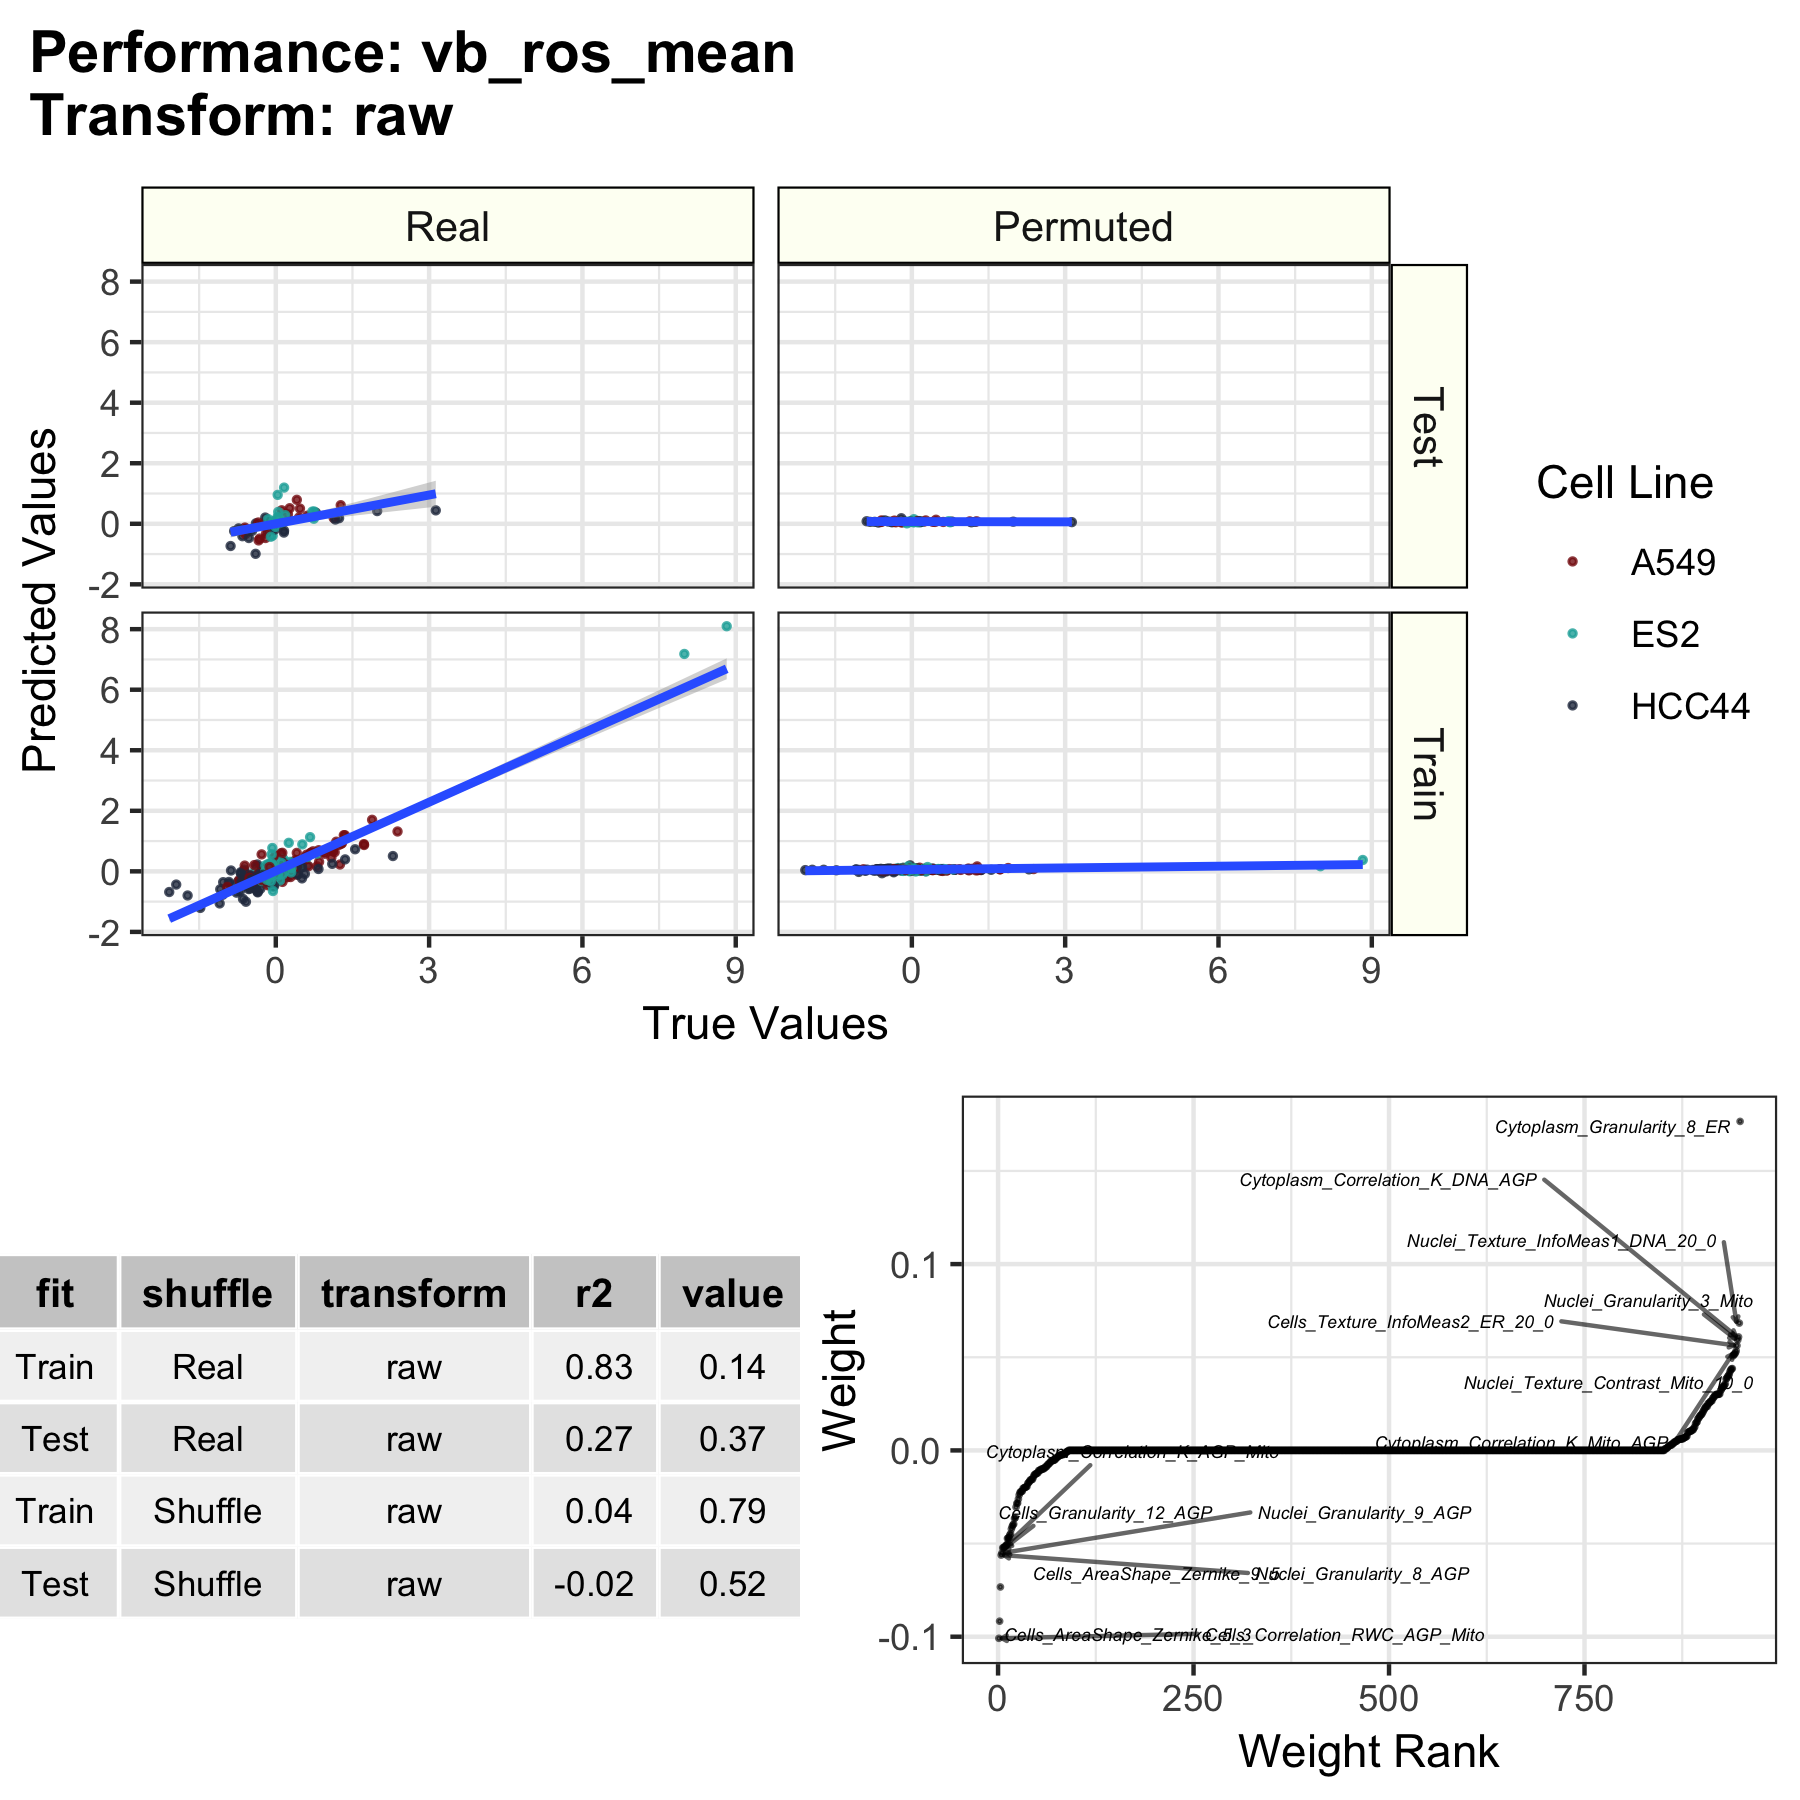 Performance: vb_ros_mean
Transform: raw
Real
Permuted
8
6
4
2
0
-2
Test
8
6
4
2
0
-2
Train
Predicted Values
0
3
6
9
0
3
6
9
True Values
Cell Line
A549
ES2
HCC44
fit shuffle transform r2 value
Train Real raw 0.83 0.14
Test Real raw 0.27 0.37
Train Shuffle raw 0.04 0.79
Test Shuffle raw -0.02 0.52
Weight
0.1
0.0
-0.1
Cytoplasm_Granularity_8_ER
Cytoplasm_Correlation_K_DNA_AGP
Nuclei_Texture_InfoMeas1_DNA_20_0
Nuclei_Granularity_3_Mito
Cells_Texture_InfoMeas2_ER_20_0
Nuclei_Texture_Contrast_Mito_10_0
Cytoplasm_Correlation_K_Mito_AGP
Cytoplasm_Correlation_K_AGP_Mito
Cells_Granularity_12_AGP
Nuclei_Granularity_9_AGP
Cells_AreaShape_Zernike_9_5
Nuclei_Granularity_8_AGP
Cells_AreaShape_Zernike_5_3
Cells_Correlation_RWC_AGP_Mito
0
250
500
750
Weight Rank